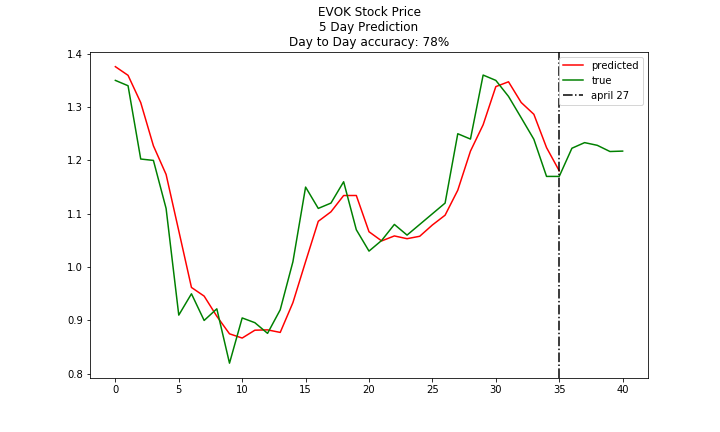 EVOK Stock Price
5 Day Prediction
Day to Day accuracy: 78%
predicted
true
april 27
1.4
1.3
1.2
1.1
1.0
0.9
0.8
0 5 10 15 20 25 30 35 40